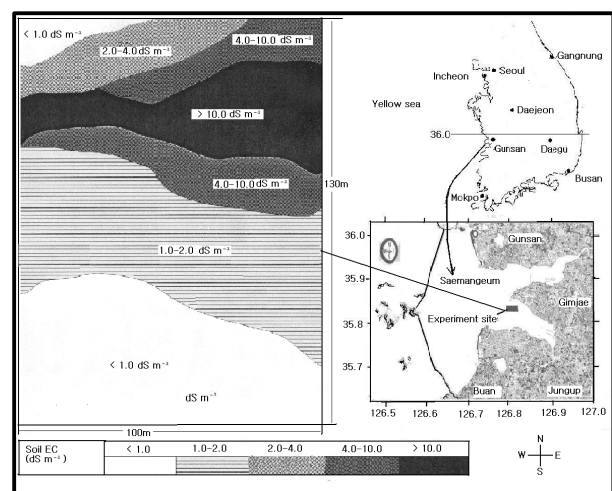 < 1.0 dS m⁻¹
2.0-4.0 dS m⁻¹
4.0-10.0 dS m⁻¹
> 10.0 dS m⁻¹
4.0-10.0 dS m⁻¹
1.0-2.0 dS m⁻¹
< 1.0 dS m⁻¹
dS m⁻¹
130m
100m
Gangnung
Seoul
Incheon
Yellow sea
Daejeon
36.0
Gunsan
Daegu
Busan
Mokpo
36.0
35.9
35.8
35.7
Gunsan
Saemangeum
Gimjae
Experiment site
Buan
Jungup
126.5 126.6 126.7 126.8 126.9 127.0
Soil EC
(dS m⁻¹)
< 1.0 1.0-2.0 2.0-4.0 4.0-10.0 > 10.0
N
W E
S